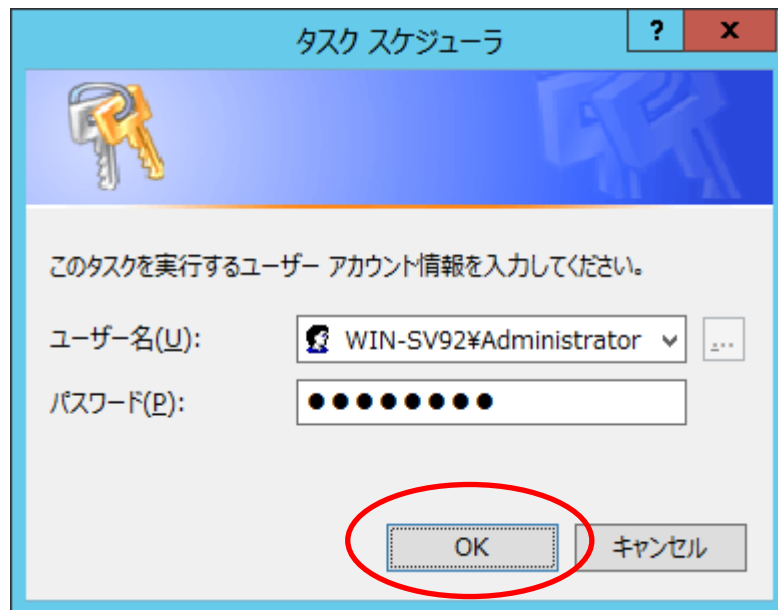 タスク スケジューラ
? x
このタスクを実行するユーザー アカウント情報を入力してください。
ユーザー名(U): WIN-SV92¥Administrator ...
パスワード(P): ●●●●●●●●
OK キャンセル